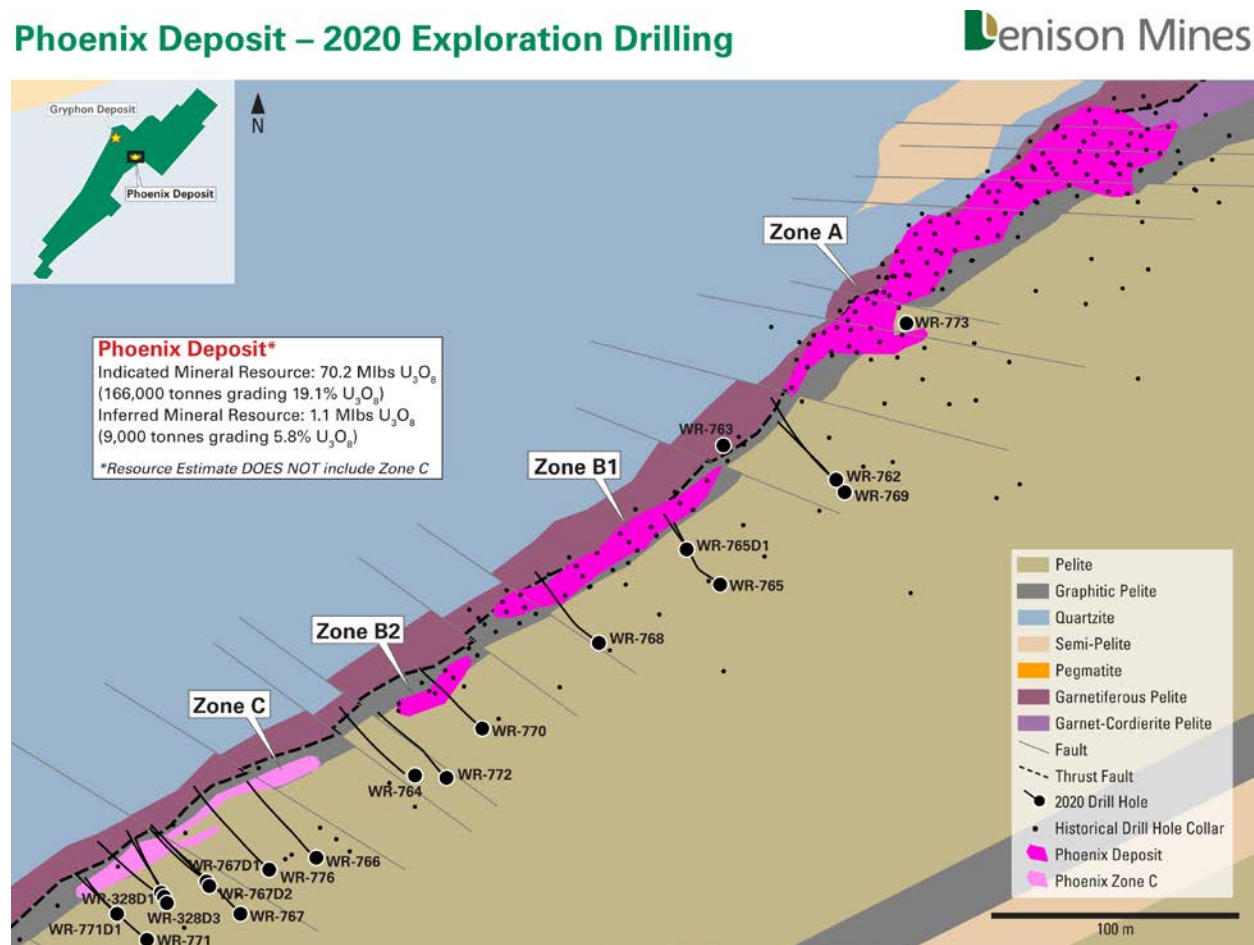 Phoenix Deposit – 2020 Exploration Drilling
Denison Mines
Gryphon Deposit
Phoenix Deposit
N
Zone A
WR-773
Phoenix Deposit*
Indicated Mineral Resource: 70.2 Mlbs U₃O₈
(166,000 tonnes grading 19.1% U₃O₈)
Inferred Mineral Resource: 1.1 Mlbs U₃O₈
(9,000 tonnes grading 5.8% U₃O₈)
*Resource Estimate DOES NOT include Zone C
WR-763
Zone B1
WR-762
WR-769
WR-765D1
WR-765
Zone B2
WR-768
Zone C
WR-770
WR-772
WR-764
WR-766
WR-767D1
WR-776
WR-328D1
WR-767D2
WR-328D3
WR-767
WR-771D1
WR-771
Pelite
Graphitic Pelite
Quartzite
Semi-Pelite
Pegmatite
Garnetiferous Pelite
Garnet-Cordierite Pelite
Fault
Thrust Fault
2020 Drill Hole
Historical Drill Hole Collar
Phoenix Deposit
Phoenix Zone C
100 m